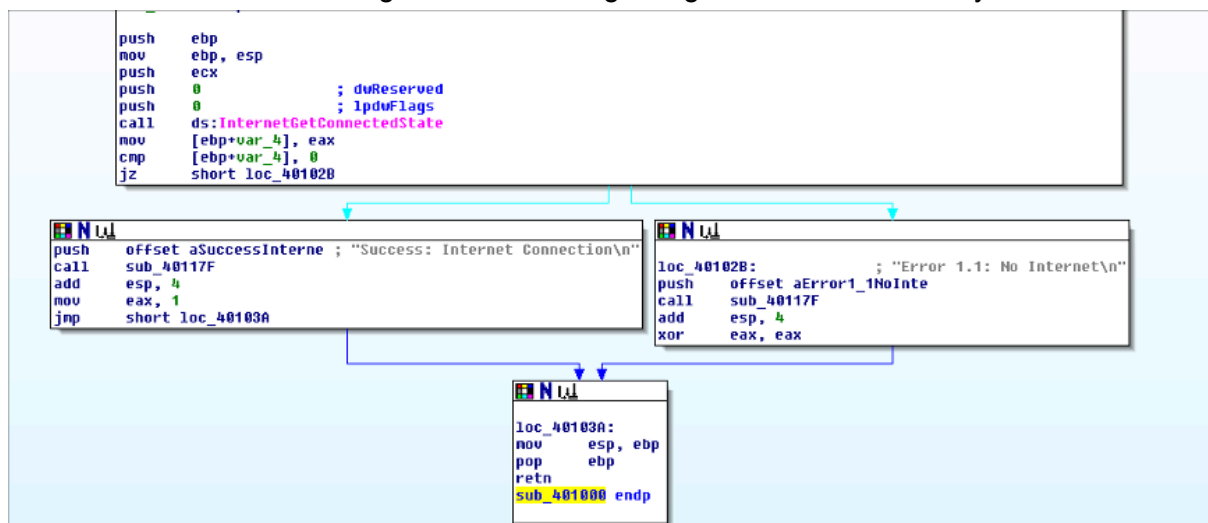 push ebp
mov ebp, esp
push ecx
push 0 ; dwReserved
push 0 ; lpdwFlags
call ds:InternetGetConnectedState
mov [ebp+var_4], eax
cmp [ebp+var_4], 0
jz short loc_40102B
push offset aSuccessInterne ; "Success: Internet Connection\n"
call sub_40117F
add esp, 4
mov eax, 1
jmp short loc_40103A
loc_40102B: ; "Error 1.1: No Internet\n"
push offset aError1_1NoInte
call sub_40117F
add esp, 4
xor eax, eax
loc_40103A:
mov esp, ebp
pop ebp
retn
sub_401000 endp